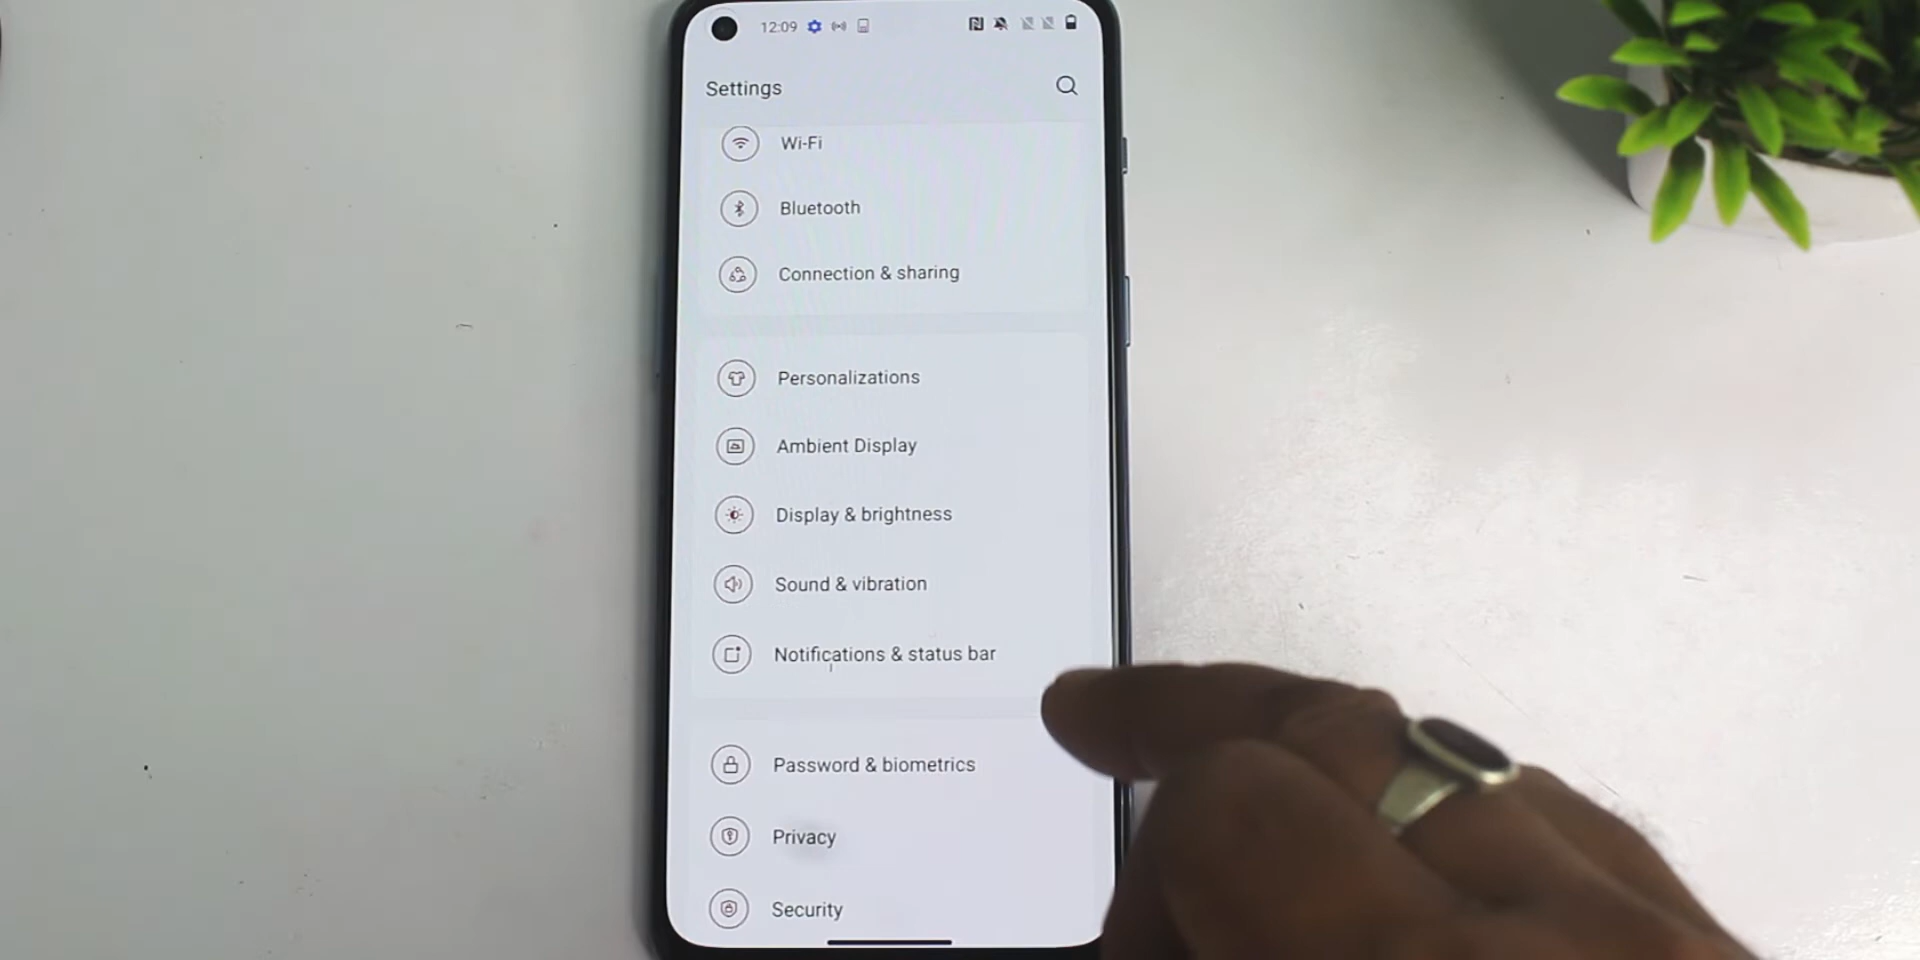 12:09
Settings
Wi-Fi
Bluetooth
Connection & sharing
Personalizations
Ambient Display
Display & brightness
Sound & vibration
Notifications & status bar
Password & biometrics
Privacy
Security